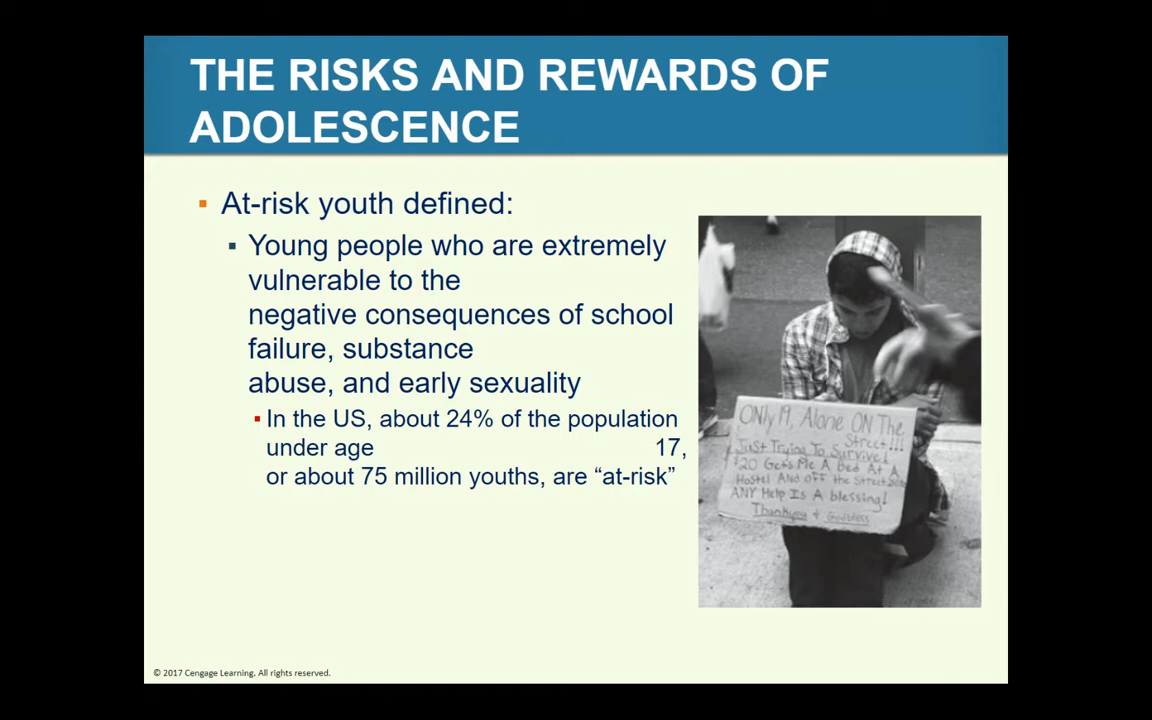 THE RISKS AND REWARDS OF
ADOLESCENCE
▪ At-risk youth defined:
▪ Young people who are extremely
vulnerable to the
negative consequences of school
failure, substance
abuse, and early sexuality
▪ In the US, about 24% of the population
under age 17,
or about 75 million youths, are “at-risk”
ONLY 19, Alone ON The
Street!!!
Just Trying To Survive!
$20 Gets Me A bed At A
Hostel AND off the Street
ANY Help Is A blessing!
Thankyou + Godbless
© 2017 Cengage Learning. All rights reserved.